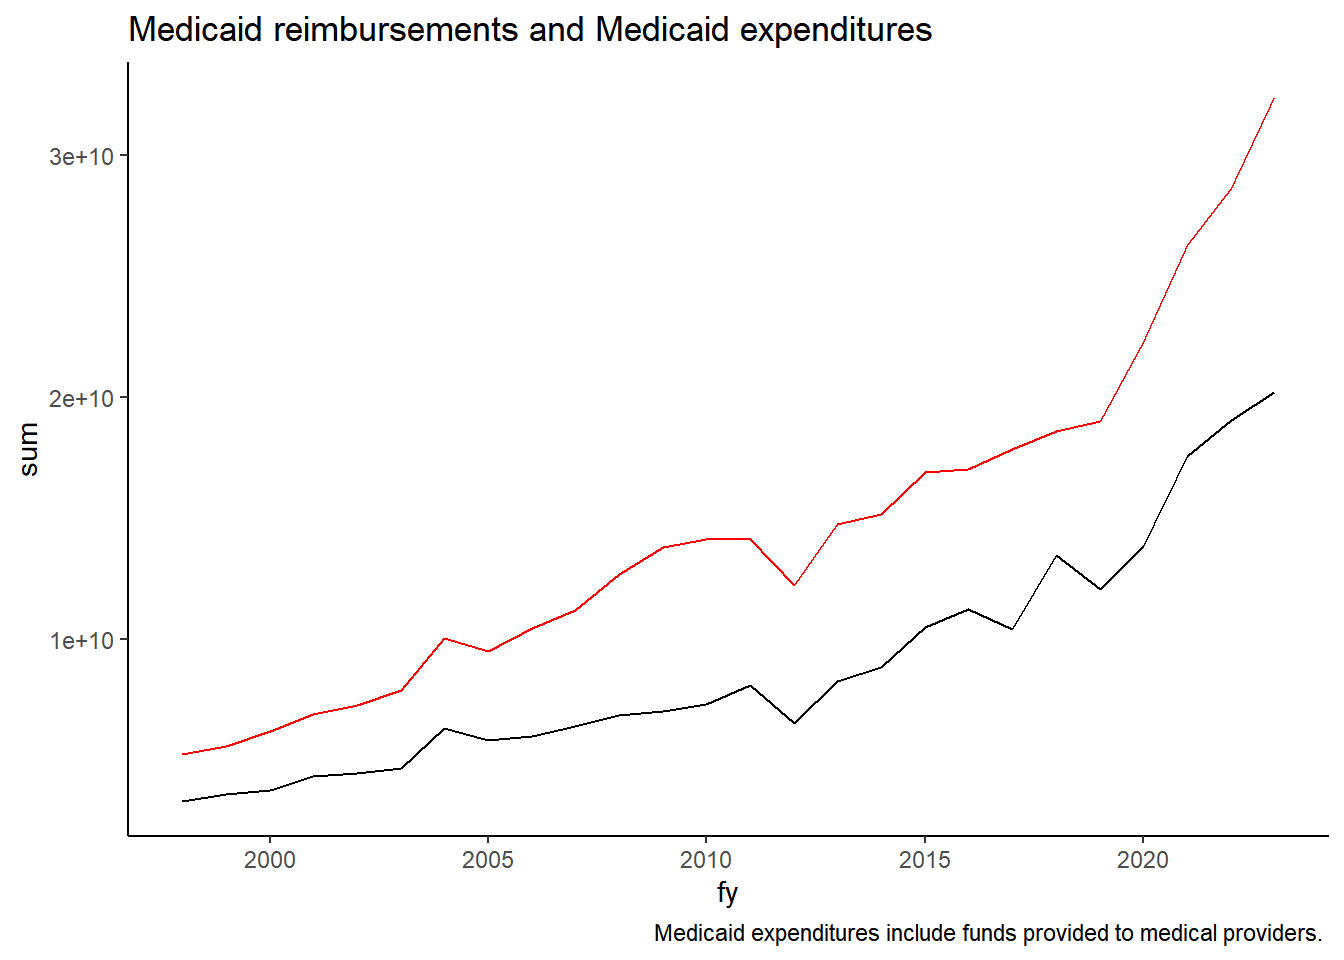 Medicaid reimbursements and Medicaid expenditures
3e+10
2e+10
1e+10
sum
2000 2005 2010 2015 2020
fy
Medicaid expenditures include funds provided to medical providers.